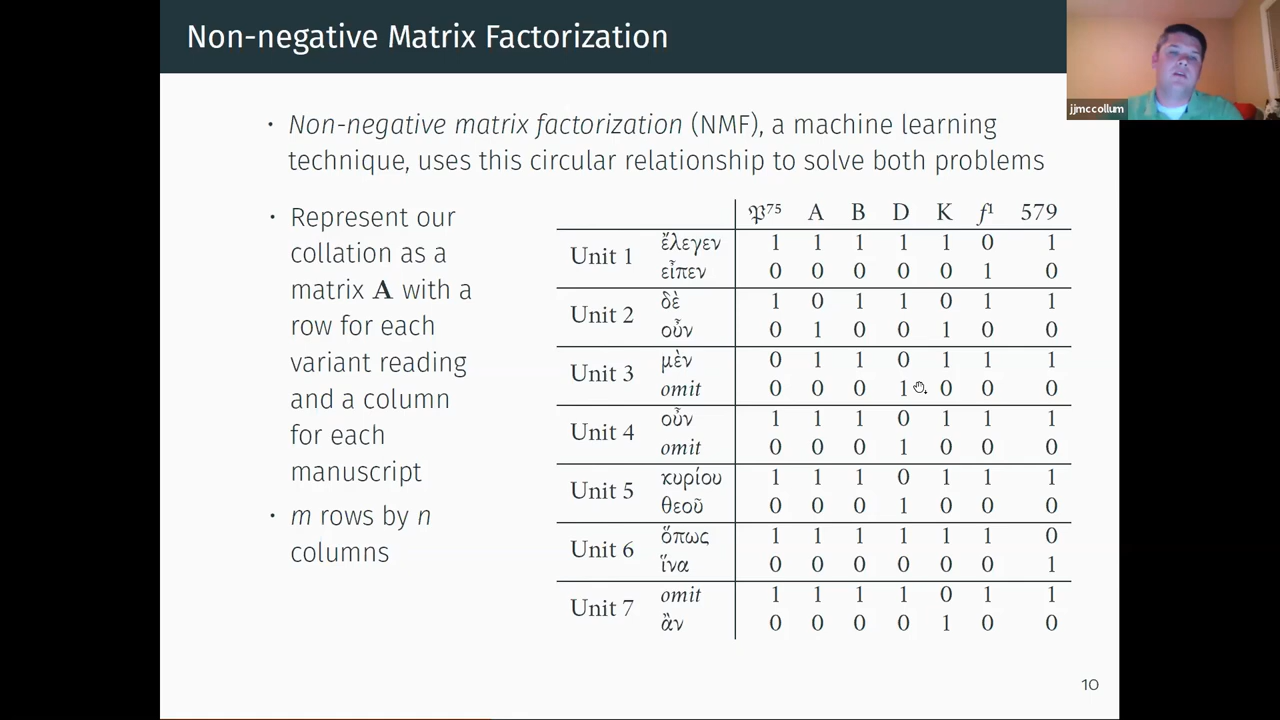 Non-negative Matrix Factorization
jjmccollum
· Non-negative matrix factorization (NMF), a machine learning
technique, uses this circular relationship to solve both problems
· Represent our
collation as a
matrix A with a
row for each
variant reading
and a column
for each
manuscript
· m rows by n
columns
𝔓⁷⁵ A B D K f¹ 579
Unit 1
ἔλεγεν 1 1 1 1 1 0 1
εἶπεν 0 0 0 0 0 1 0
Unit 2
δὲ 1 0 1 1 0 1 1
οὖν 0 1 0 0 1 0 0
Unit 3
μὲν 0 1 1 0 1 1 1
omit 0 0 0 1 0 0 0
Unit 4
οὖν 1 1 1 0 1 1 1
omit 0 0 0 1 0 0 0
Unit 5
κυρίου 1 1 1 0 1 1 1
θεοῦ 0 0 0 1 0 0 0
Unit 6
ὅπως 1 1 1 1 1 1 0
ἵνα 0 0 0 0 0 0 1
Unit 7
omit 1 1 1 1 0 1 1
ἂν 0 0 0 0 1 0 0
10